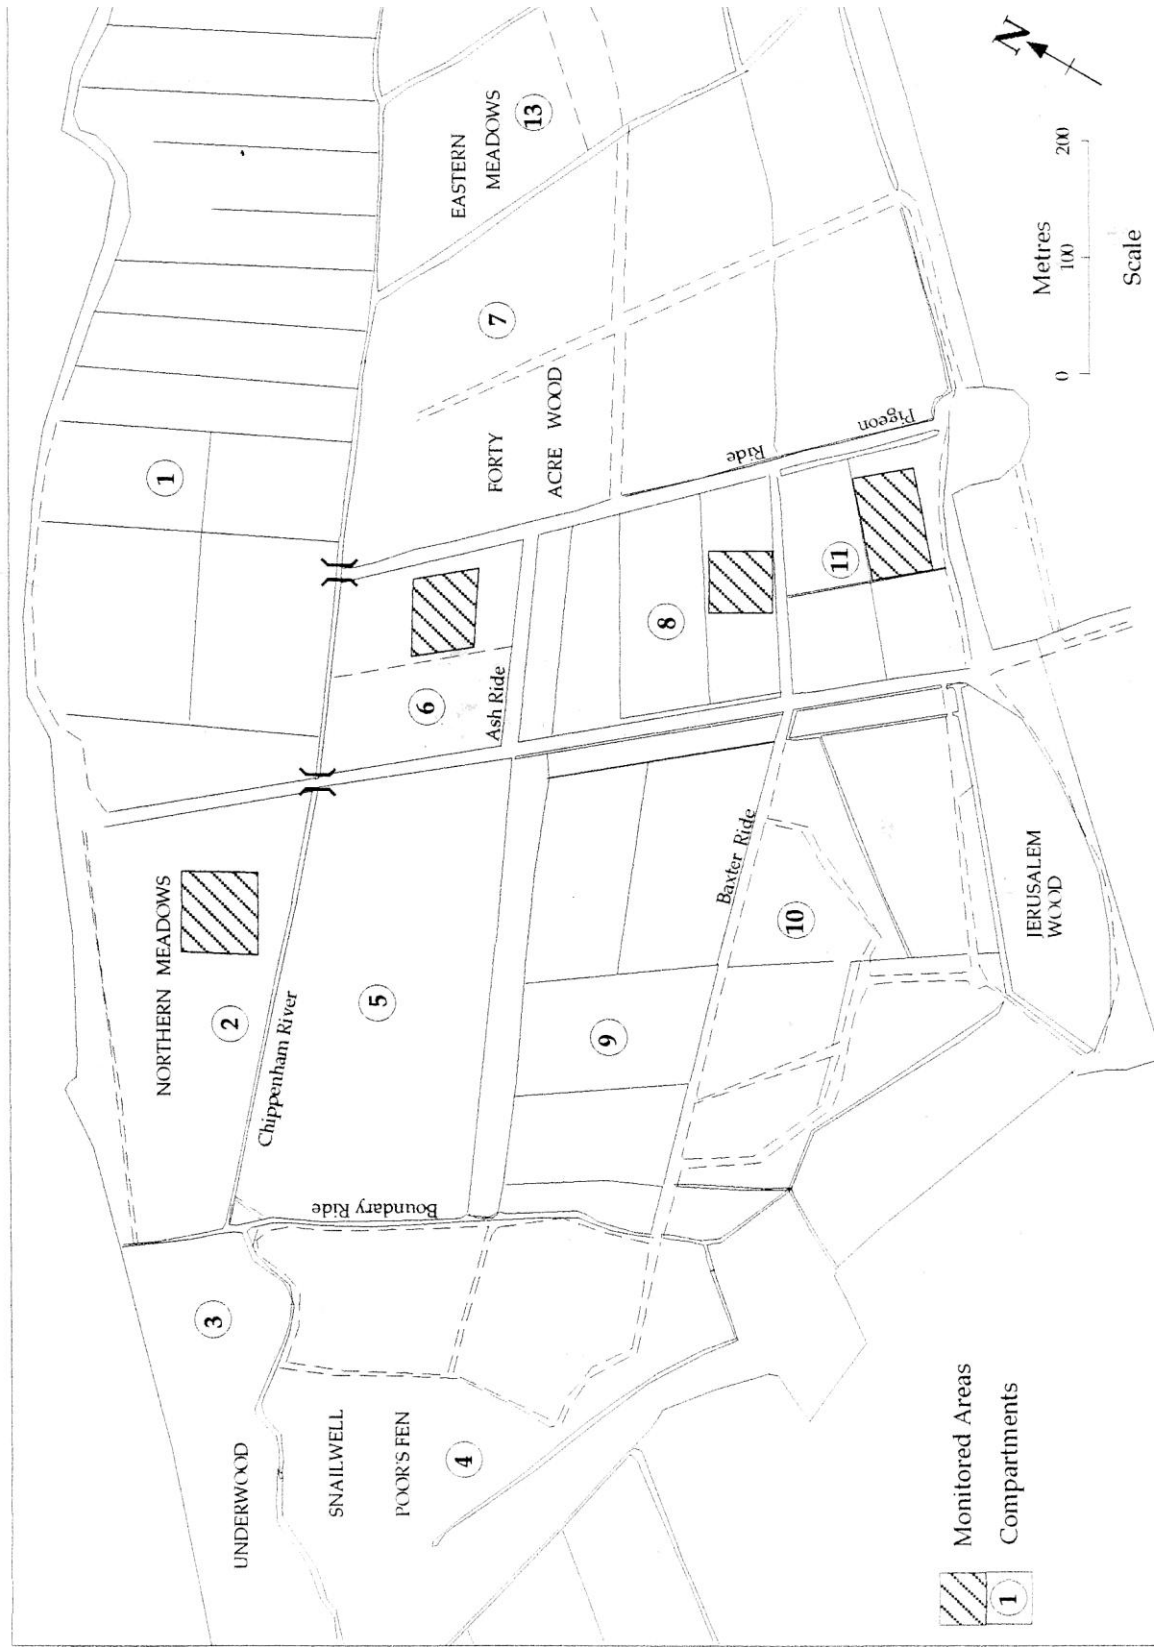 UNDERWOOD
3
SNAILWELL
POOR'S FEN
4
NORTHERN MEADOWS
2
Chippenham River
Boundary Ride
5
9
Baxter Ride
10
JERUSALEM
WOOD
1
6
Ash Ride
8
11
FORTY
ACRE WOOD
7
Pigeon
Ride
EASTERN
MEADOWS
13
N
Metres
0 100 200
Scale
Monitored Areas
1
Compartments